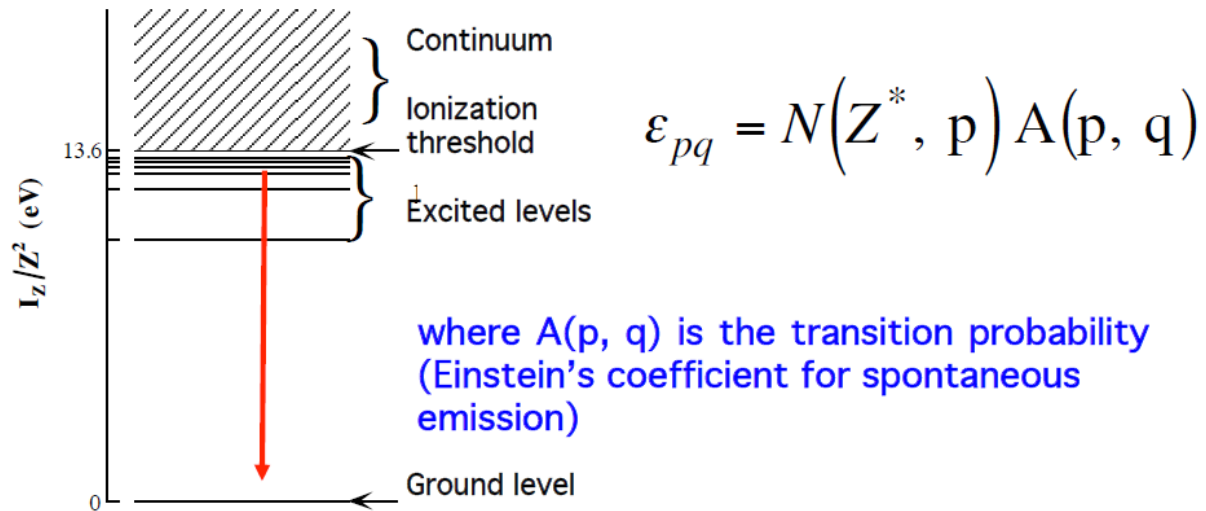 Continuum
Ionization
threshold
13.6
Excited levels
I_Z/Z² (eV)
ε_pq = N(Z*, p) A(p, q)
where A(p, q) is the transition probability
(Einstein's coefficient for spontaneous
emission)
Ground level
0